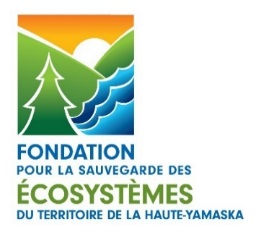 FONDATION
POUR LA SAUVEGARDE DES
ÉCOSYSTÈMES
DU TERRITOIRE DE LA HAUTE-YAMASKA